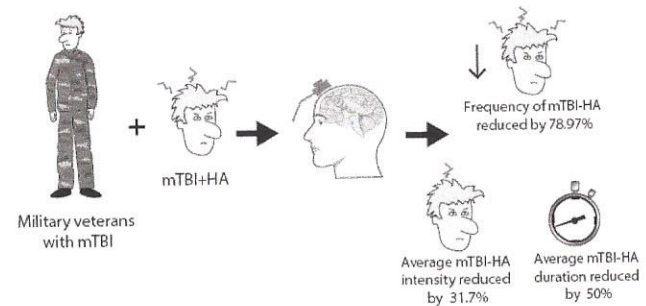 Military veterans
with mTBI
+
mTBI+HA
Frequency of mTBI-HA
reduced by 78.97%
Average mTBI-HA
intensity reduced
by 31.7%
Average mTBI-HA
duration reduced
by 50%